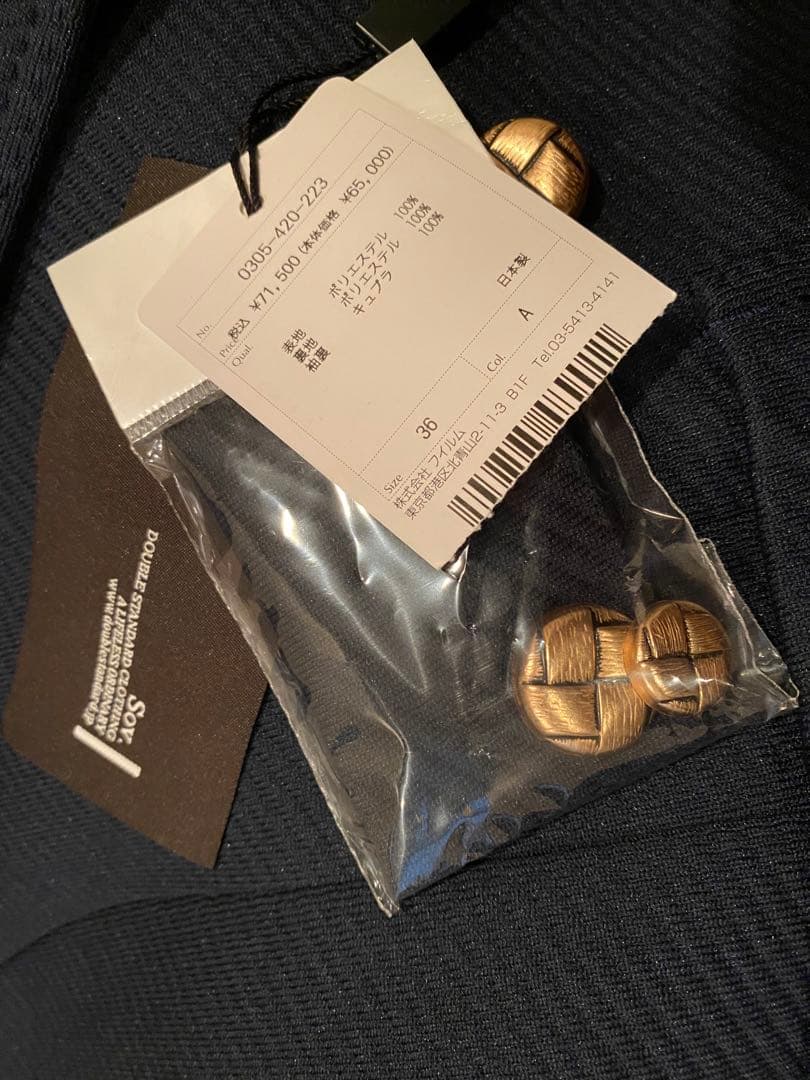 No. 0305-420-223
Price 税込 ¥71,500 (本体価格 ¥65,000)
Qual.
表地 ポリエステル 100%
裏地 ポリエステル 100%
袖裏 キュプラ 100%
日本製
Size 36 Col. A
株式会社 フイルム
東京都港区北青山2-11-3 B1F Tel.03-5413-4141
Sov.
DOUBLE STANDARD CLOTHING
A LIFELESS ORDINARY
www.doublestandard.jp